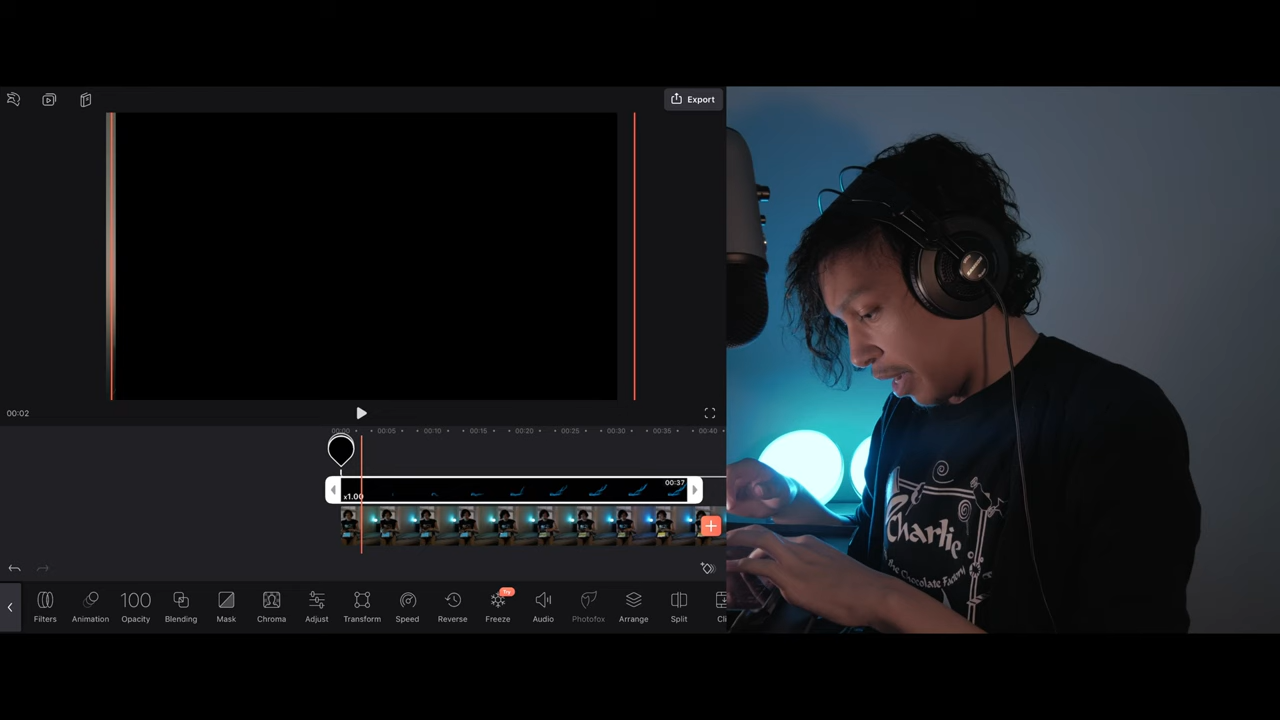 Export
00:02
00:00 00:05 00:10 00:15 00:20 00:25 00:30 00:35 00:40
00:37
x1.00
Try
100
Filters Animation Opacity Blending Mask Chroma Adjust Transform Speed Reverse Freeze Audio Photofox Arrange Split Cli
Charlie
the Chocolate Factory